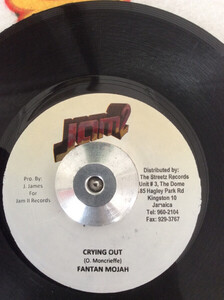 JAM2
Pro. By:
J. James
For
Jam II Records
Distributed by:
The Streetz Records
Unit # 3, The Dome
85 Hagley Park Rd
Kingston 10
Jamaica
Tel: 960-2104
Fax: 929-3767
CRYING OUT
(O. Moncrieffe)
FANTAN MOJAH